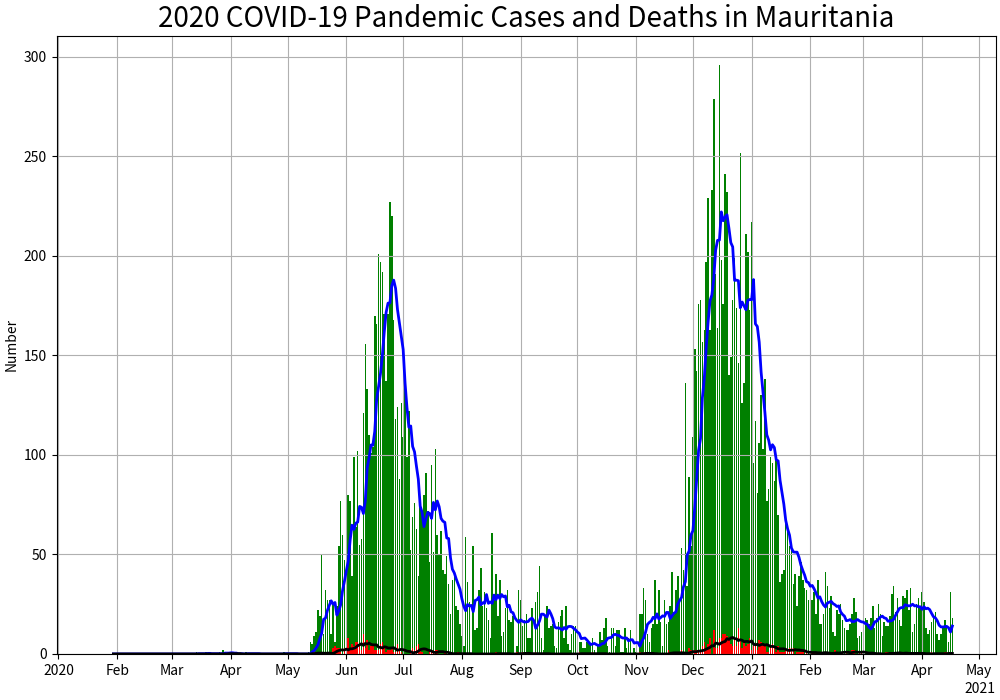 2020 COVID-19 Pandemic Cases and Deaths in Mauritania
300
250
200
150
100
50
0
Number
2020 Feb Mar Apr May Jun Jul Aug Sep Oct Nov Dec 2021 Feb Mar Apr May
2021